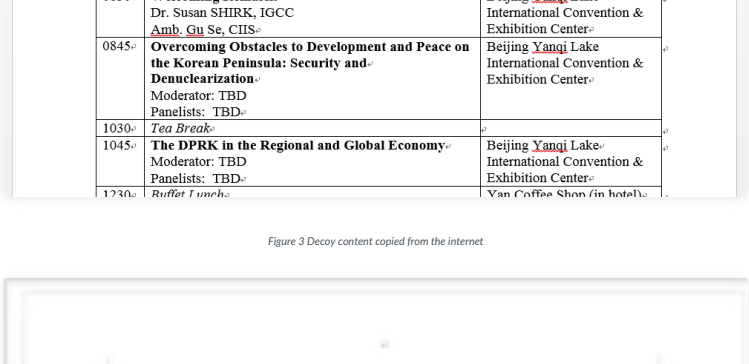 Dr. Susan SHIRK, IGCC
International Convention &
Amb. Gu Se, CIIS
Exhibition Center
0845
Overcoming Obstacles to Development and Peace on
the Korean Peninsula: Security and
Denuclearization
Moderator: TBD
Panelists: TBD
Beijing Yanqi Lake
International Convention &
Exhibition Center
1030
Tea Break
1045
The DPRK in the Regional and Global Economy
Moderator: TBD
Panelists: TBD
Beijing Yanqi Lake
International Convention &
Exhibition Center
1230
Buffet Lunch
Yan Coffee Shop (in hotel)
Figure 3 Decoy content copied from the internet